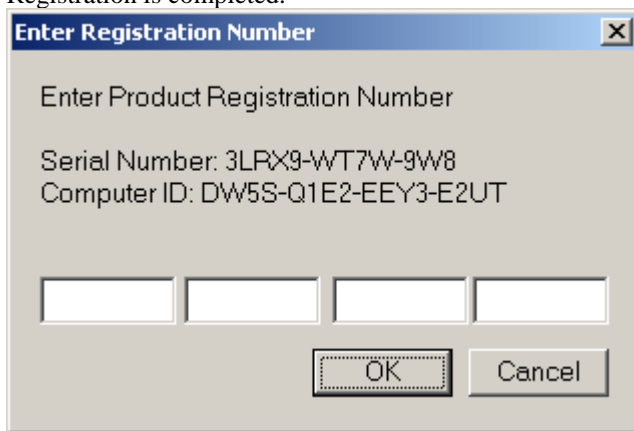 Registration is completed.
Enter Registration Number
Enter Product Registration Number
Serial Number: 3LRX9-WT7W-9W8
Computer ID: DW5S-Q1E2-EEY3-E2UT
OK
Cancel